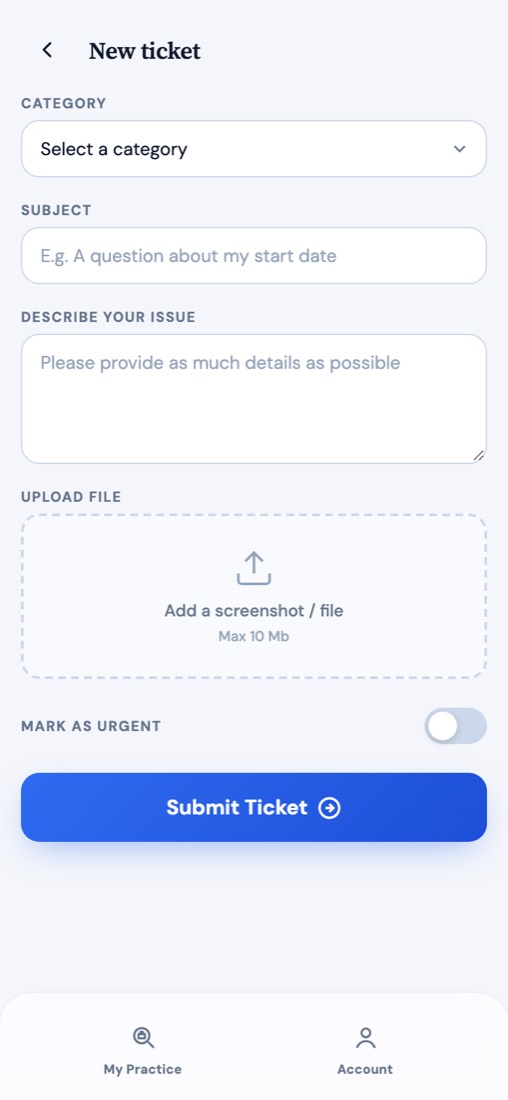 New ticket
CATEGORY
Select a category
SUBJECT
E.g. A question about my start date
DESCRIBE YOUR ISSUE
Please provide as much details as possible
UPLOAD FILE
Add a screenshot / file
Max 10 Mb
MARK AS URGENT
Submit Ticket
My Practice
Account